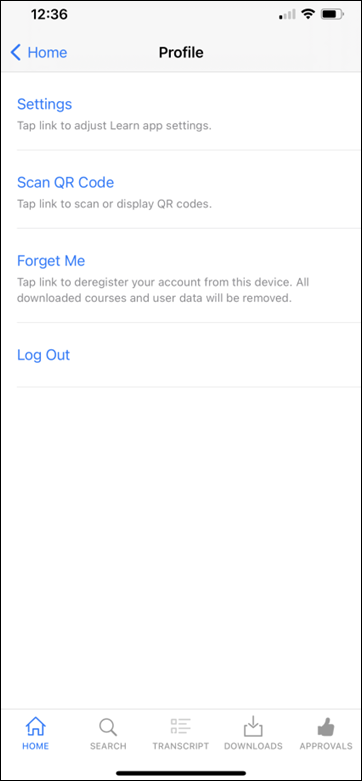 12:36
Home
Profile
Settings
Tap link to adjust Learn app settings.
Scan QR Code
Tap link to scan or display QR codes.
Forget Me
Tap link to deregister your account from this device. All
downloaded courses and user data will be removed.
Log Out
HOME
SEARCH
TRANSCRIPT
DOWNLOADS
APPROVALS